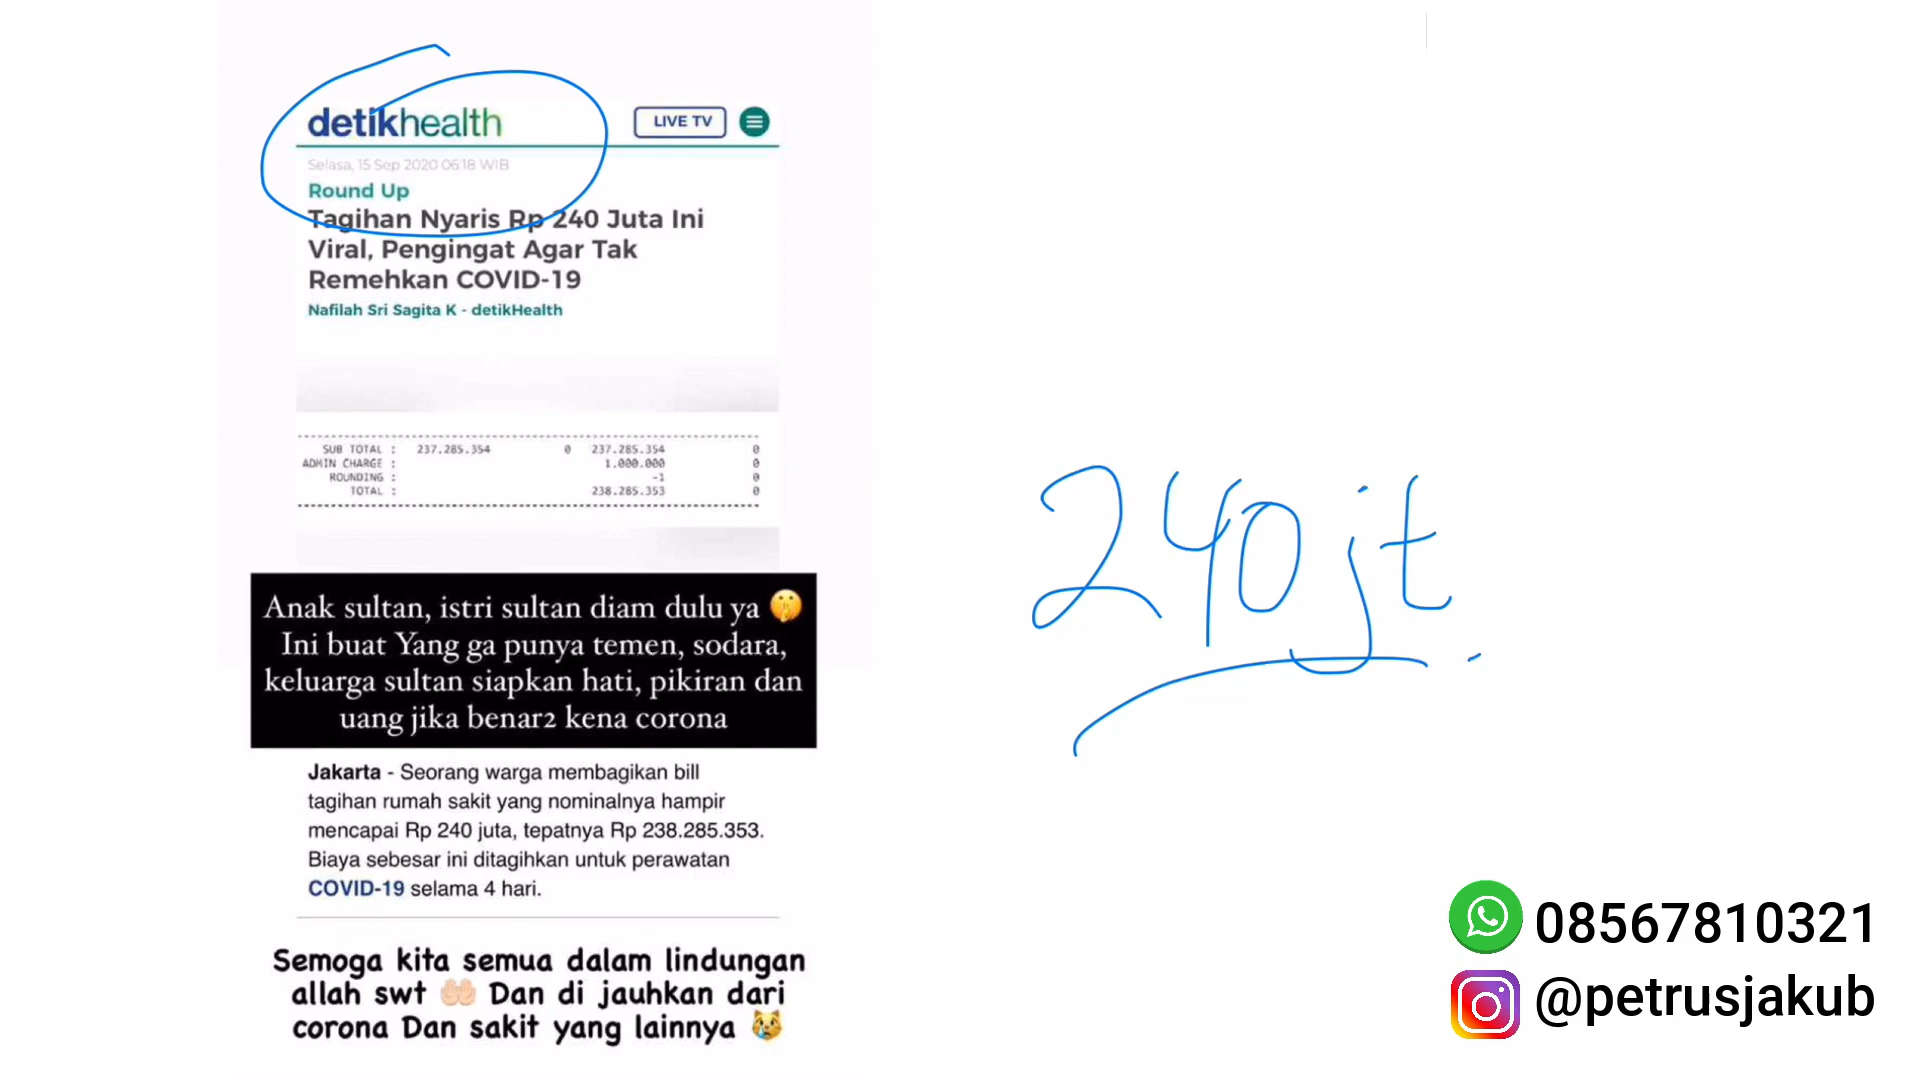 detikhealth
LIVE TV
Selasa, 15 Sep 2020 06:18 WIB
Round Up
Tagihan Nyaris Rp 240 Juta Ini
Viral, Pengingat Agar Tak
Remehkan COVID-19
Nafilah Sri Sagita K - detikHealth
SUB TOTAL : 237.285.354 0 237.285.354 0
ADMIN CHARGE : 1.000.000 0
ROUNDING : -1 0
TOTAL : 238.285.353 0
240 jt
Anak sultan, istri sultan diam dulu ya 🤫
Ini buat Yang ga punya temen, sodara,
keluarga sultan siapkan hati, pikiran dan
uang jika benar2 kena corona
Jakarta - Seorang warga membagikan bill
tagihan rumah sakit yang nominalnya hampir
mencapai Rp 240 juta, tepatnya Rp 238.285.353.
Biaya sebesar ini ditagihkan untuk perawatan
COVID-19 selama 4 hari.
Semoga kita semua dalam lindungan
allah swt 🤲🏻 Dan di jauhkan dari
corona Dan sakit yang lainnya 😿
08567810321
@petrusjakub